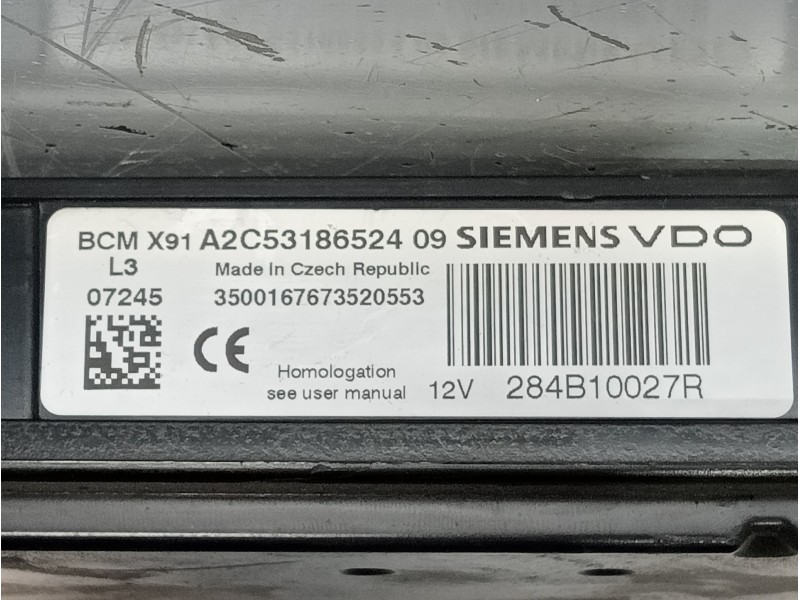 BCM X91 A2C53186524 09 SIEMENS VDO
L3 Made In Czech Republic
07245 3500167673520553
CE
Homologation
see user manual 12V 284B10027R